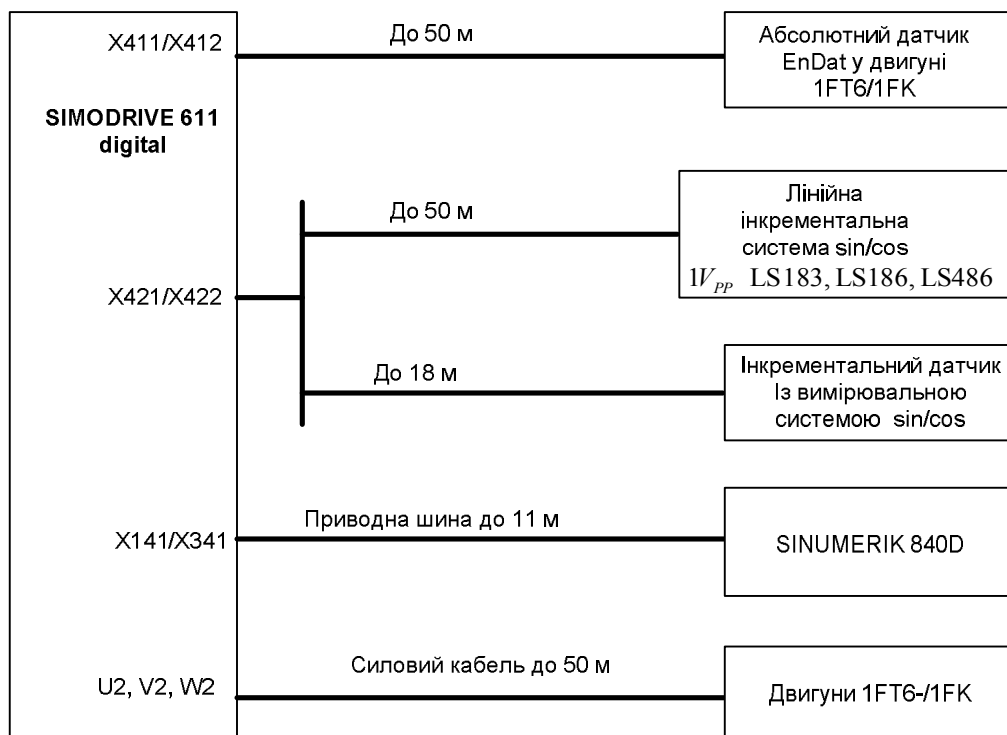 X411/X412
До 50 м
Абсолютний датчик
EnDat у двигуні
1FT6/1FK
SIMODRIVE 611
digital
До 50 м
Лінійна
інкрементальна
система sin/cos
1V_PP LS183, LS186, LS486
X421/X422
До 18 м
Інкрементальний датчик
Із вимірювальною
системою sin/cos
Приводна шина до 11 м
X141/X341
SINUMERIK 840D
Силовий кабель до 50 м
U2, V2, W2
Двигуни 1FT6-/1FK